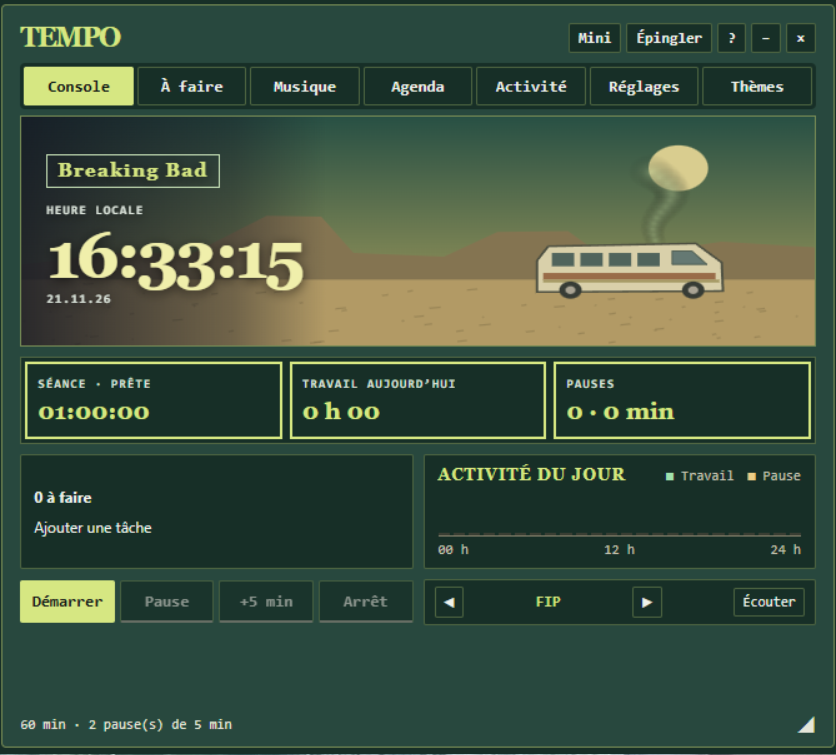 TEMPO
Mini Épingler ? – x
Console À faire Musique Agenda Activité Réglages Thèmes
Breaking Bad
HEURE LOCALE
16:33:15
21.11.26
SÉANCE · PRÊTE
01:00:00
TRAVAIL AUJOURD’HUI
0 h 00
PAUSES
0 · 0 min
0 à faire
Ajouter une tâche
ACTIVITÉ DU JOUR
Travail Pause
00 h 12 h 24 h
Démarrer Pause +5 min Arrêt
◀ FIP ▶ Écouter
60 min · 2 pause(s) de 5 min